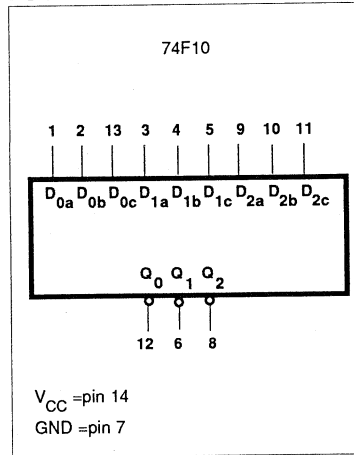 74F10
1 2 13 3 4 5 9 10 11
D0a D0b D0c D1a D1b D1c D2a D2b D2c
Q0 Q1 Q2
12 6 8
VCC =pin 14
GND =pin 7